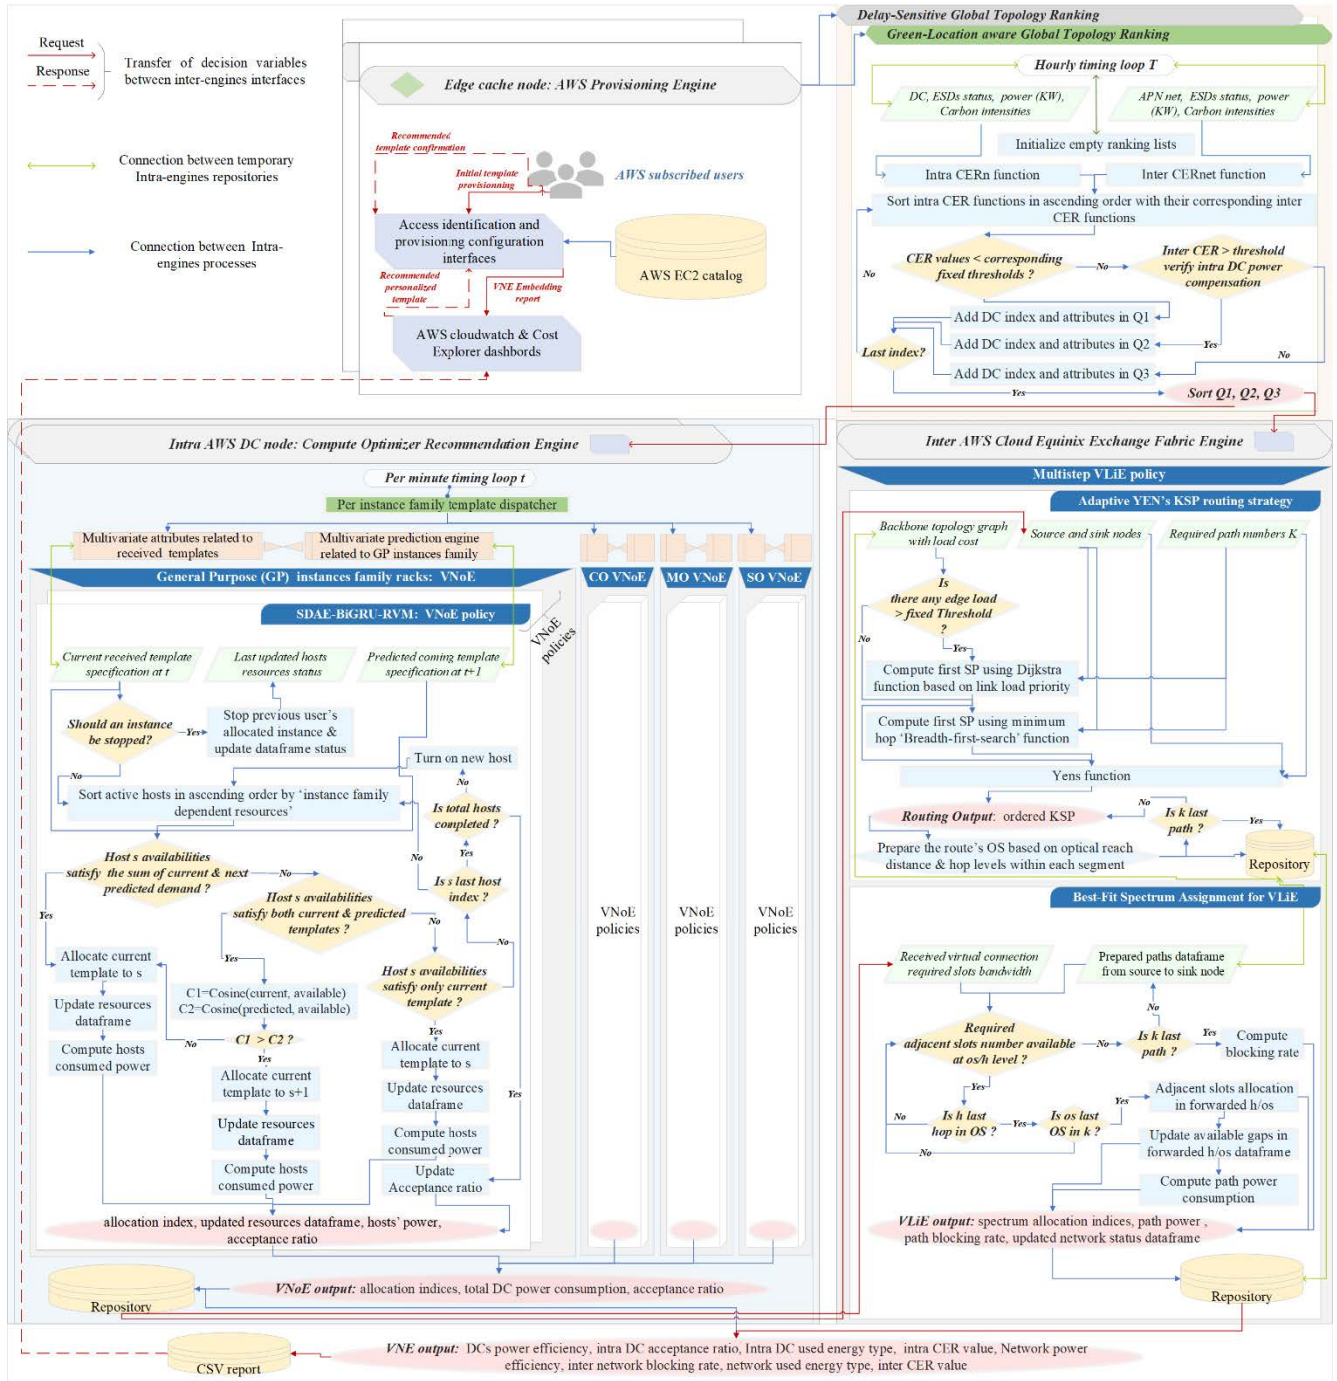 Request
Response
Transfer of decision variables
between inter-engines interfaces
Connection between temporary
Intra-engines repositories
Connection between Intra-
engines processes
Edge cache node: AWS Provisioning Engine
Recommended
template confirmation
Initial template
provisionning
AWS subscribed users
Access identification and
provisioning configuration
interfaces
AWS EC2 catalog
Recommended
personalized template
VNE Embedding
report
AWS cloudwatch & Cost
Explorer dashbords
Delay-Sensitive Global Topology Ranking
Green-Location aware Global Topology Ranking
Hourly timing loop T
DC, ESDs status, power (KW),
Carbon intensities
APN net, ESDs status, power
(KW), Carbon intensities
Initialize empty ranking lists
Intra CERn function
Inter CERnet function
Sort intra CER functions in ascending order with their corresponding inter
CER functions
CER values < corresponding
fixed thresholds ?
No
Inter CER > threshold
verify intra DC power
compensation
No
Add DC index and attributes in Q1
Add DC index and attributes in Q2
Yes
Last index?
Add DC index and attributes in Q3
No
Yes
Sort Q1, Q2, Q3
Intra AWS DC node: Compute Optimizer Recommendation Engine
Per minute timing loop t
Per instance family template dispatcher
Multivariate attributes related to
received templates
Multivariate prediction engine
related to GP instances family
General Purpose (GP) instances family racks: VNoE
CO VNoE
MO VNoE
SO VNoE
SDAE-BiGRU-RVM: VNoE policy
VNoE
policies
Current received template
specification at t
Last updated hosts
resources status
Predicted coming template
specification at t+1
Should an instance
be stopped?
Yes
Stop previous user's
allocated instance &
update dataframe status
No
Turn on new host
No
Sort active hosts in ascending order by 'instance family
dependent resources'
Is total hosts
completed ?
Host s availabilities
satisfy the sum of current & next
predicted demand ?
No
Yes
Is s last host
index ?
Yes
Host s availabilities
satisfy both current & predicted
templates ?
No
No
Allocate current
template to s
Yes
C1=Cosine(current, available)
C2=Cosine(predicted, available)
Host s availabilities
satisfy only current
template ?
Update resources
dataframe
Compute hosts
consumed power
No
C1 > C2 ?
Yes
Yes
Allocate current
template to s+1
Allocate current
template to s
Update resources
dataframe
Update resources
dataframe
Yes
Compute hosts
consumed power
Compute hosts
consumed power
Update
Acceptance ratio
allocation index, updated resources dataframe, hosts' power,
acceptance ratio
VNoE
policies
VNoE
policies
VNoE
policies
VNoE output: allocation indices, total DC power consumption, acceptance ratio
Repository
Inter AWS Cloud Equinix Exchange Fabric Engine
Multistep VLiE policy
Adaptive YEN's KSP routing strategy
Backbone topology graph
with load cost
Source and sink nodes
Required path numbers K
Is
there any edge load
> fixed Threshold
?
No
Yes
Compute first SP using Dijkstra
function based on link load priority
Compute first SP using minimum
hop 'Breadth-first-search' function
Yens function
Routing Output: ordered KSP
No
Is k last
path ?
Yes
Prepare the route's OS based on optical reach
distance & hop levels within each segment
Repository
Best-Fit Spectrum Assignment for VLiE
Received virtual connection
required slots bandwidth
Prepared paths dataframe
from source to sink node
No
Required
adjacent slots number available
at os/h level ?
No
Is k last
path ?
Yes
Compute
blocking rate
Yes
No
Is h last
hop in OS ?
Yes
Is os last
OS in k ?
Yes
Adjacent slots allocation
in forwarded h/os
No
Update available gaps in
forwarded h/os dataframe
Compute path power
consumption
VLiE output: spectrum allocation indices, path power ,
path blocking rate, updated network status dataframe
Repository
CSV report
VNE output: DCs power efficiency, intra DC acceptance ratio, Intra DC used energy type, intra CER value, Network power
efficiency, inter network blocking rate, network used energy type, inter CER value